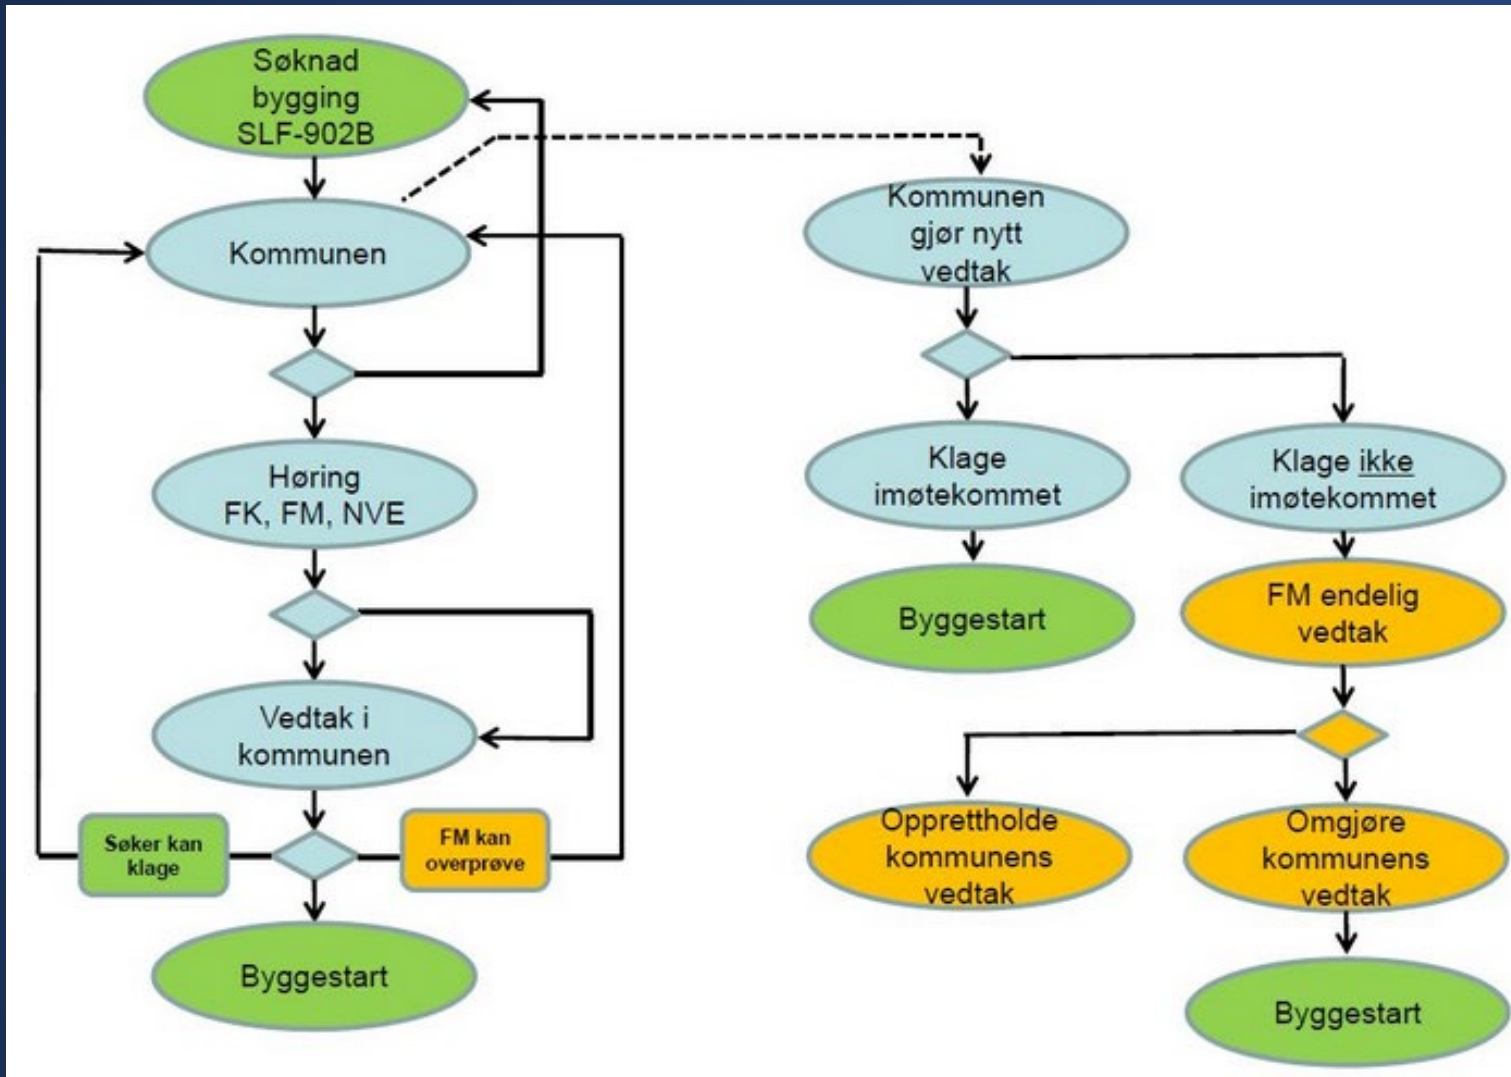 Søknad
bygging
SLF-902B
Kommunen
Høring
FK, FM, NVE
Vedtak i
kommunen
Søker kan
klage
FM kan
overprøve
Byggestart
Kommunen
gjør nytt
vedtak
Klage
imøtekommet
Klage ikke
imøtekommet
Byggestart
FM endelig
vedtak
Opprettholde
kommunens
vedtak
Omgjøre
kommunens
vedtak
Byggestart